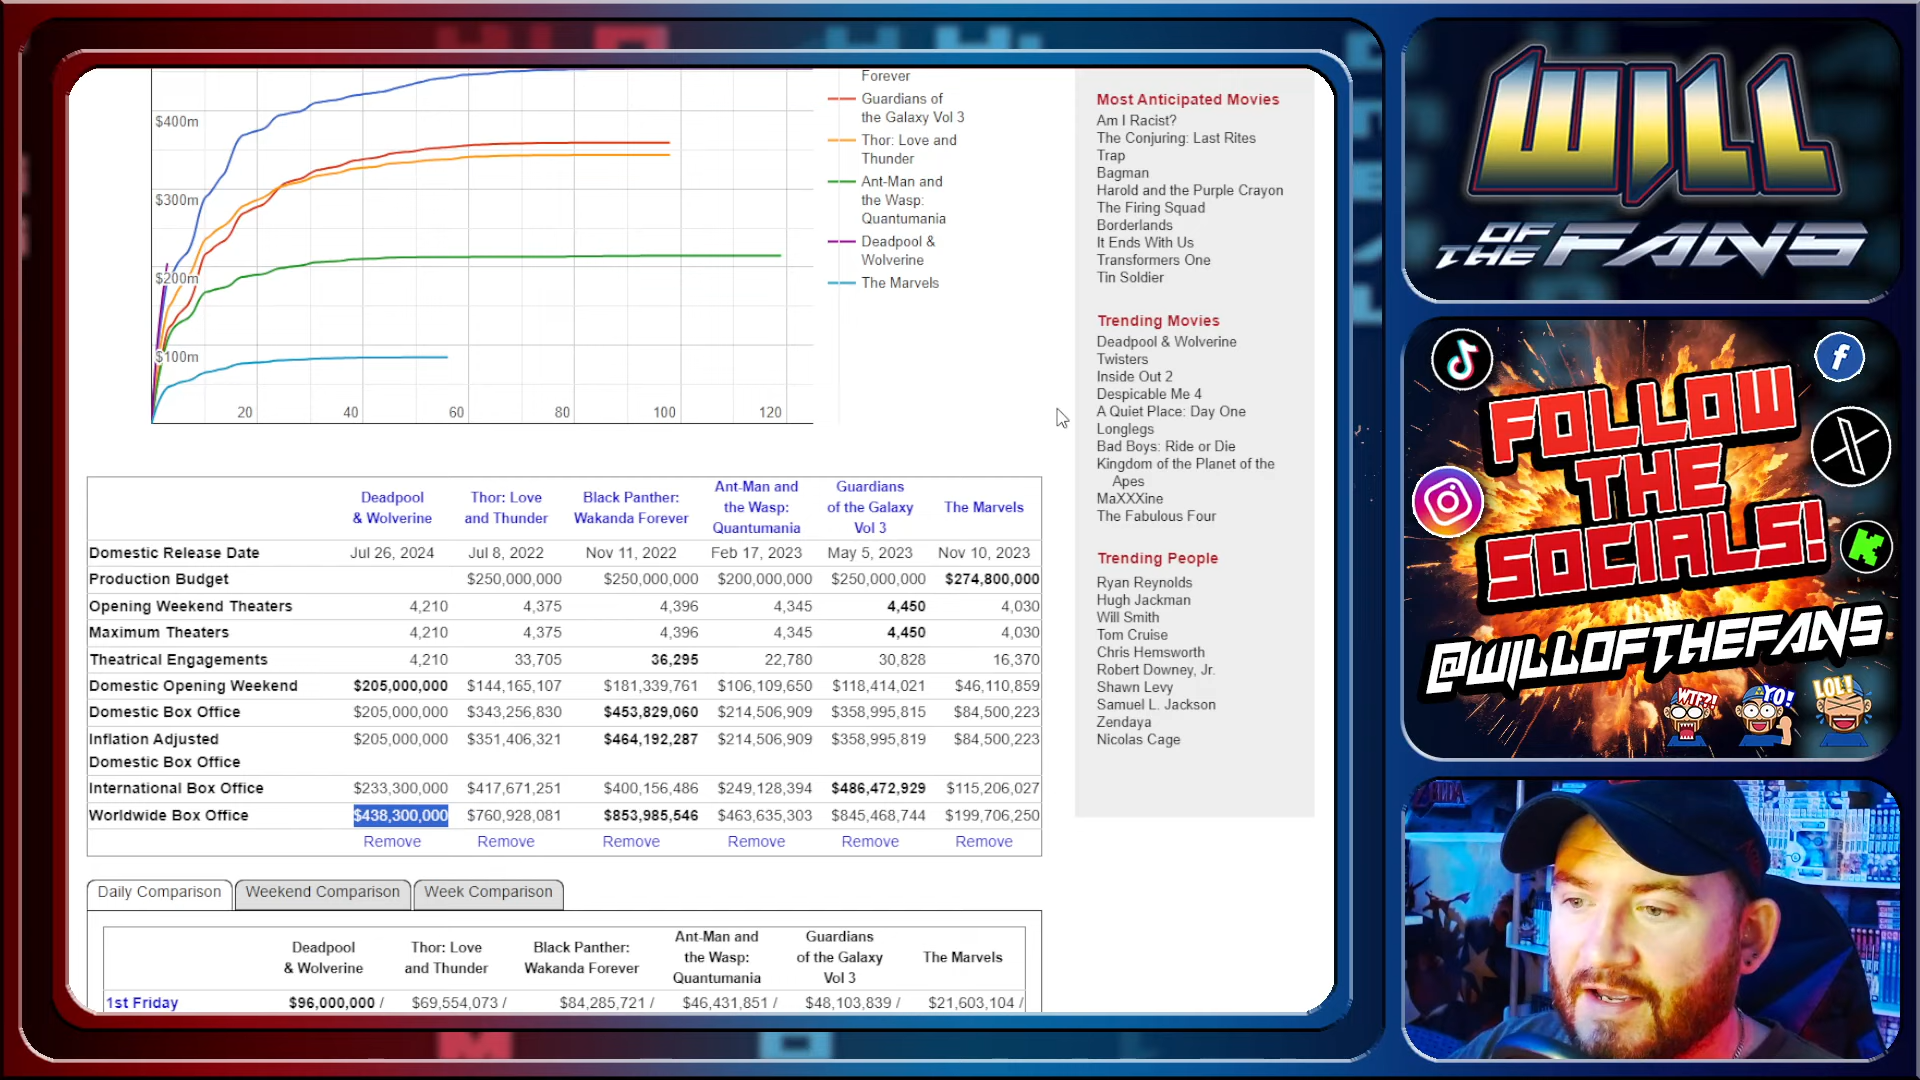 $400m
$300m
$200m
$100m
20 40 60 80 100 120
Forever
Guardians of
the Galaxy Vol 3
Thor: Love and
Thunder
Ant-Man and
the Wasp:
Quantumania
Deadpool &
Wolverine
The Marvels
Deadpool & Wolverine Thor: Love and Thunder Black Panther: Wakanda Forever Ant-Man and the Wasp: Quantumania Guardians of the Galaxy Vol 3 The Marvels
Domestic Release Date Jul 26, 2024 Jul 8, 2022 Nov 11, 2022 Feb 17, 2023 May 5, 2023 Nov 10, 2023
Production Budget $250,000,000 $250,000,000 $200,000,000 $250,000,000 $274,800,000
Opening Weekend Theaters 4,210 4,375 4,396 4,345 4,450 4,030
Maximum Theaters 4,210 4,375 4,396 4,345 4,450 4,030
Theatrical Engagements 4,210 33,705 36,295 22,780 30,828 16,370
Domestic Opening Weekend $205,000,000 $144,165,107 $181,339,761 $106,109,650 $118,414,021 $46,110,859
Domestic Box Office $205,000,000 $343,256,830 $453,829,060 $214,506,909 $358,995,815 $84,500,223
Inflation Adjusted $205,000,000 $351,406,321 $464,192,287 $214,506,909 $358,995,819 $84,500,223
Domestic Box Office
International Box Office $233,300,000 $417,671,251 $400,156,486 $249,128,394 $486,472,929 $115,206,027
Worldwide Box Office $438,300,000 $760,928,081 $853,985,546 $463,635,303 $845,468,744 $199,706,250
Remove Remove Remove Remove Remove Remove
Daily Comparison Weekend Comparison Week Comparison
Deadpool & Wolverine Thor: Love and Thunder Black Panther: Wakanda Forever Ant-Man and the Wasp: Quantumania Guardians of the Galaxy Vol 3 The Marvels
1st Friday $96,000,000 / $69,554,073 / $84,285,721 / $46,431,851 / $48,103,839 / $21,603,104 /
Most Anticipated Movies
Am I Racist?
The Conjuring: Last Rites
Trap
Bagman
Harold and the Purple Crayon
The Firing Squad
Borderlands
It Ends With Us
Transformers One
Tin Soldier
Trending Movies
Deadpool & Wolverine
Twisters
Inside Out 2
Despicable Me 4
A Quiet Place: Day One
Longlegs
Bad Boys: Ride or Die
Kingdom of the Planet of the
Apes
MaXXXine
The Fabulous Four
Trending People
Ryan Reynolds
Hugh Jackman
Will Smith
Tom Cruise
Chris Hemsworth
Robert Downey, Jr.
Shawn Levy
Samuel L. Jackson
Zendaya
Nicolas Cage
WILL
OF THE FANS
FOLLOW
THE
SOCIALS!
@WILLOFTHEFANS
WTF?!
YO!
LOL!